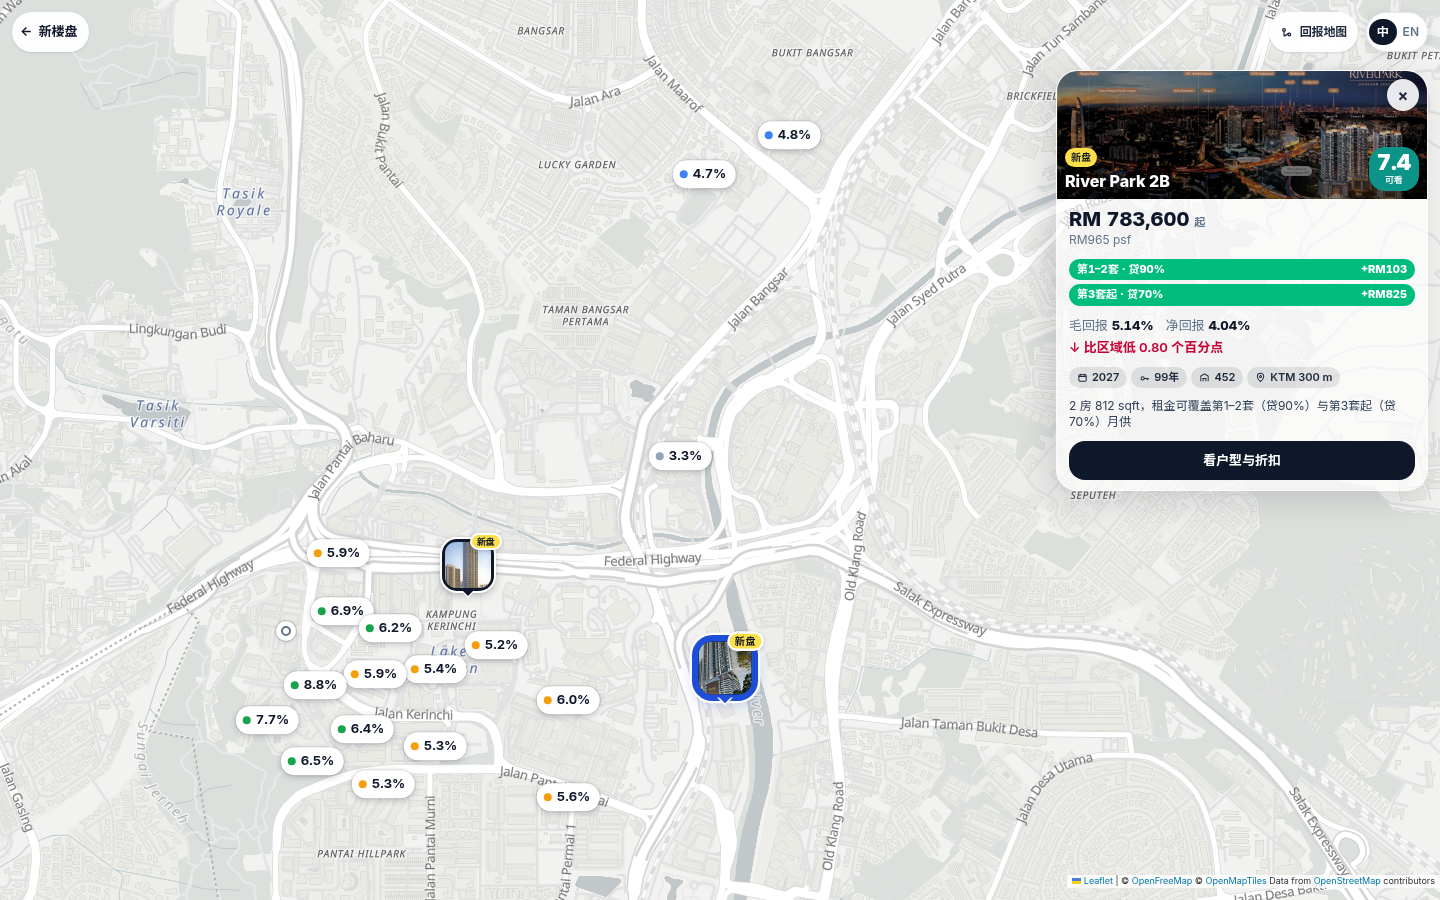 ← 新楼盘
回报地图
中 EN
BANGSAR
BUKIT BANGSAR
Jalan Tun Samban
Jalan Maarof
Jalan Ara
Jalan Bukit Pantai
LUCKY GARDEN
4.8%
4.7%
Tasik
Royale
新盘
River Park 2B
7.4
可看
×
RIVERPARK
RM 783,600 起
RM965 psf
第1–2套 · 贷90% +RM103
第3套起 · 贷70% +RM825
毛回报 5.14% 净回报 4.04%
↓ 比区域低 0.80 个百分点
2027 99年 452 KTM 300 m
2 房 812 sqft，租金可覆盖第1–2套（贷90%）与第3套起（贷
70%）月供
看户型与折扣
SEPUTEH
Jalan Bangsar
Jalan Syed Putra
TAMAN BANGSAR
PERTAMA
Lingkungan Budi
Tasik
Varsiti
Jalan Pantai Baharu
3.3%
5.9%
新盘
Federal Highway
Federal Highway
Old Klang Road
Salak Expressway
6.9%
6.2%
KAMPUNG
KERINCHI
5.2%
5.4%
5.9%
8.8%
新盘
6.0%
7.7%
Jalan Kerinchi
6.4%
5.3%
6.5%
5.3%
5.6%
Sungai Jerneh
Jalan Taman Bukit Desa
Jalan Desa Utama
Salak Expressway
Old Klang Road
Jalan Gasing
PANTAI HILLPARK
Jalan Pantai Murni
Leaflet | © OpenFreeMap © OpenMapTiles Data from OpenStreetMap contributors